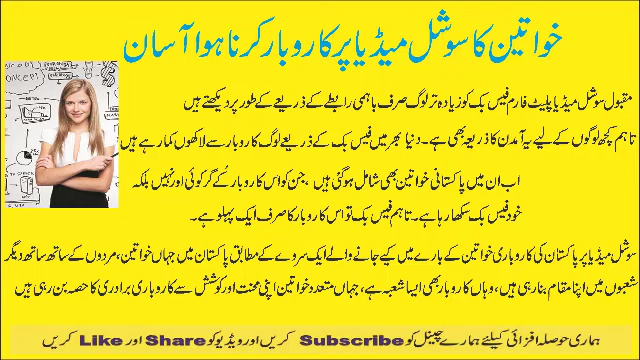 خواتین کا سوشل میڈیا پر کاروبار کرنا ہوا آسان
مقبول سوشل میڈیا پلیٹ فارم فیس بک کو زیادہ تر لوگ صرف باہمی رابطے کے ذریعے کے طور پر دیکھتے ہیں
تاہم کچھ لوگوں کے لیے یہ آمدن کا ذریعہ بھی ہے۔ دنیا بھر میں فیس بک کے ذریعے لوگ کاروبار سے لاکھوں کما رہے ہیں
اب ان میں پاکستانی خواتین بھی شامل ہو گئی ہیں، جن کو اس کاروبار کے گُر کوئی اور نہیں بلکہ
خود فیس بک سکھا رہا ہے۔ تاہم فیس بک تو اس کاروبار کا صرف ایک پہلو ہے۔
سوشل میڈیا پر پاکستان کی کاروباری خواتین کے بارے میں کیے جانے والے ایک سروے کے مطابق پاکستان میں جہاں خواتین، مردوں کے ساتھ ساتھ دیگر
شعبوں میں اپنا مقام بنا رہی ہیں، وہاں کاروبار بھی ایسا شعبہ ہے، جہاں متعدد خواتین اپنی محنت اور کوشش سے کاروباری برادری کا حصہ بن رہی ہیں
ہماری حوصلہ افزائی کیلئے ہمارے چینل کو Subscribe کریں اور ویڈیو کو Share اور Like کریں